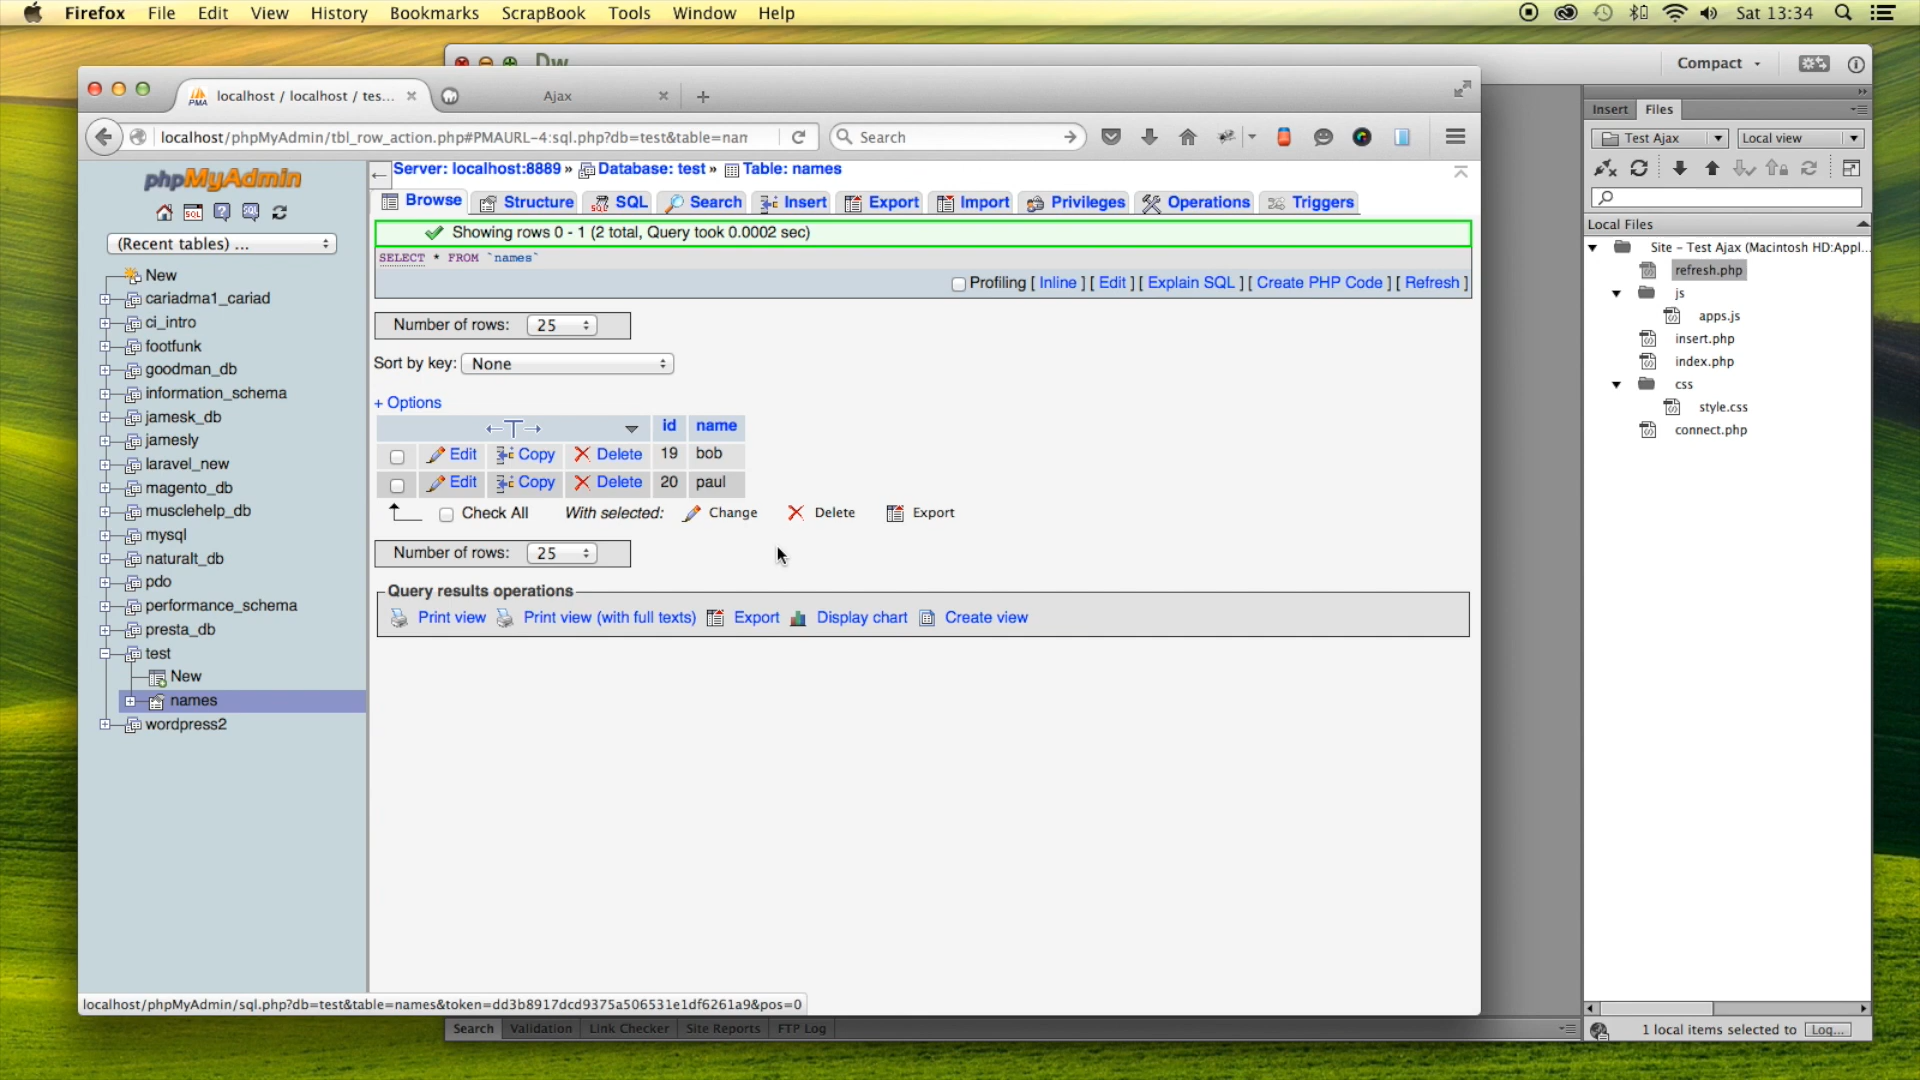 Firefox File Edit View History Bookmarks ScrapBook Tools Window Help Sat 13:34
Dw Compact
localhost / localhost / tes... Ajax
localhost/phpMyAdmin/tbl_row_action.php#PMAURL-4:sql.php?db=test&table=nam Search
phpMyAdmin
(Recent tables) ...
New
cariadma1_cariad
ci_intro
footfunk
goodman_db
information_schema
jamesk_db
jamesly
laravel_new
magento_db
musclehelp_db
mysql
naturalt_db
pdo
performance_schema
presta_db
test
New
names
wordpress2
Server: localhost:8889 » Database: test » Table: names
Browse Structure SQL Search Insert Export Import Privileges Operations Triggers
Showing rows 0 - 1 (2 total, Query took 0.0002 sec)
SELECT * FROM `names`
Profiling [ Inline ] [ Edit ] [ Explain SQL ] [ Create PHP Code ] [ Refresh ]
Number of rows: 25
Sort by key: None
+ Options
←T→ id name
Edit Copy Delete 19 bob
Edit Copy Delete 20 paul
Check All With selected: Change Delete Export
Number of rows: 25
Query results operations
Print view Print view (with full texts) Export Display chart Create view
localhost/phpMyAdmin/sql.php?db=test&table=names&token=dd3b8917dcd9375a506531e1df6261a9&pos=0
Search Validation Link Checker Site Reports FTP Log
Insert Files
Test Ajax Local view
Local Files
Site - Test Ajax (Macintosh HD:Appl...
refresh.php
js
apps.js
insert.php
index.php
css
style.css
connect.php
1 local items selected to Log...